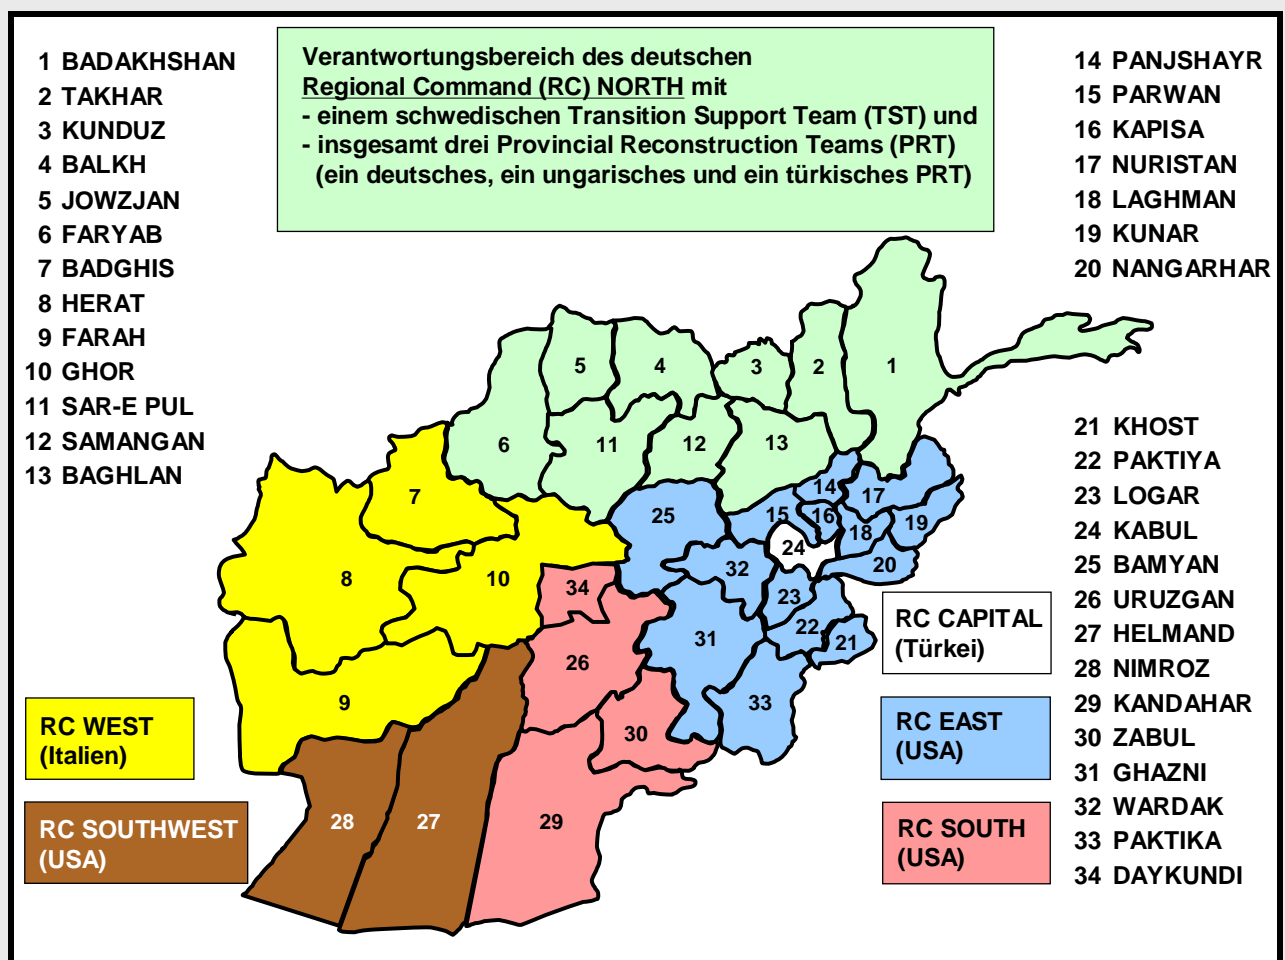 1 BADAKHSHAN
2 TAKHAR
3 KUNDUZ
4 BALKH
5 JOWZJAN
6 FARYAB
7 BADGHIS
8 HERAT
9 FARAH
10 GHOR
11 SAR-E PUL
12 SAMANGAN
13 BAGHLAN
Verantwortungsbereich des deutschen
Regional Command (RC) NORTH mit
- einem schwedischen Transition Support Team (TST) und
- insgesamt drei Provincial Reconstruction Teams (PRT)
(ein deutsches, ein ungarisches und ein türkisches PRT)
14 PANJSHAYR
15 PARWAN
16 KAPISA
17 NURISTAN
18 LAGHMAN
19 KUNAR
20 NANGARHAR
21 KHOST
22 PAKTIYA
23 LOGAR
24 KABUL
25 BAMYAN
26 URUZGAN
27 HELMAND
28 NIMROZ
29 KANDAHAR
30 ZABUL
31 GHAZNI
32 WARDAK
33 PAKTIKA
34 DAYKUNDI
5
4
3
2
1
6
11
12
13
7
14
17
25
15
16
19
18
24
20
8
10
34
32
23
31
22
21
26
9
30
33
28
27
29
RC CAPITAL
(Türkei)
RC WEST
(Italien)
RC EAST
(USA)
RC SOUTHWEST
(USA)
RC SOUTH
(USA)